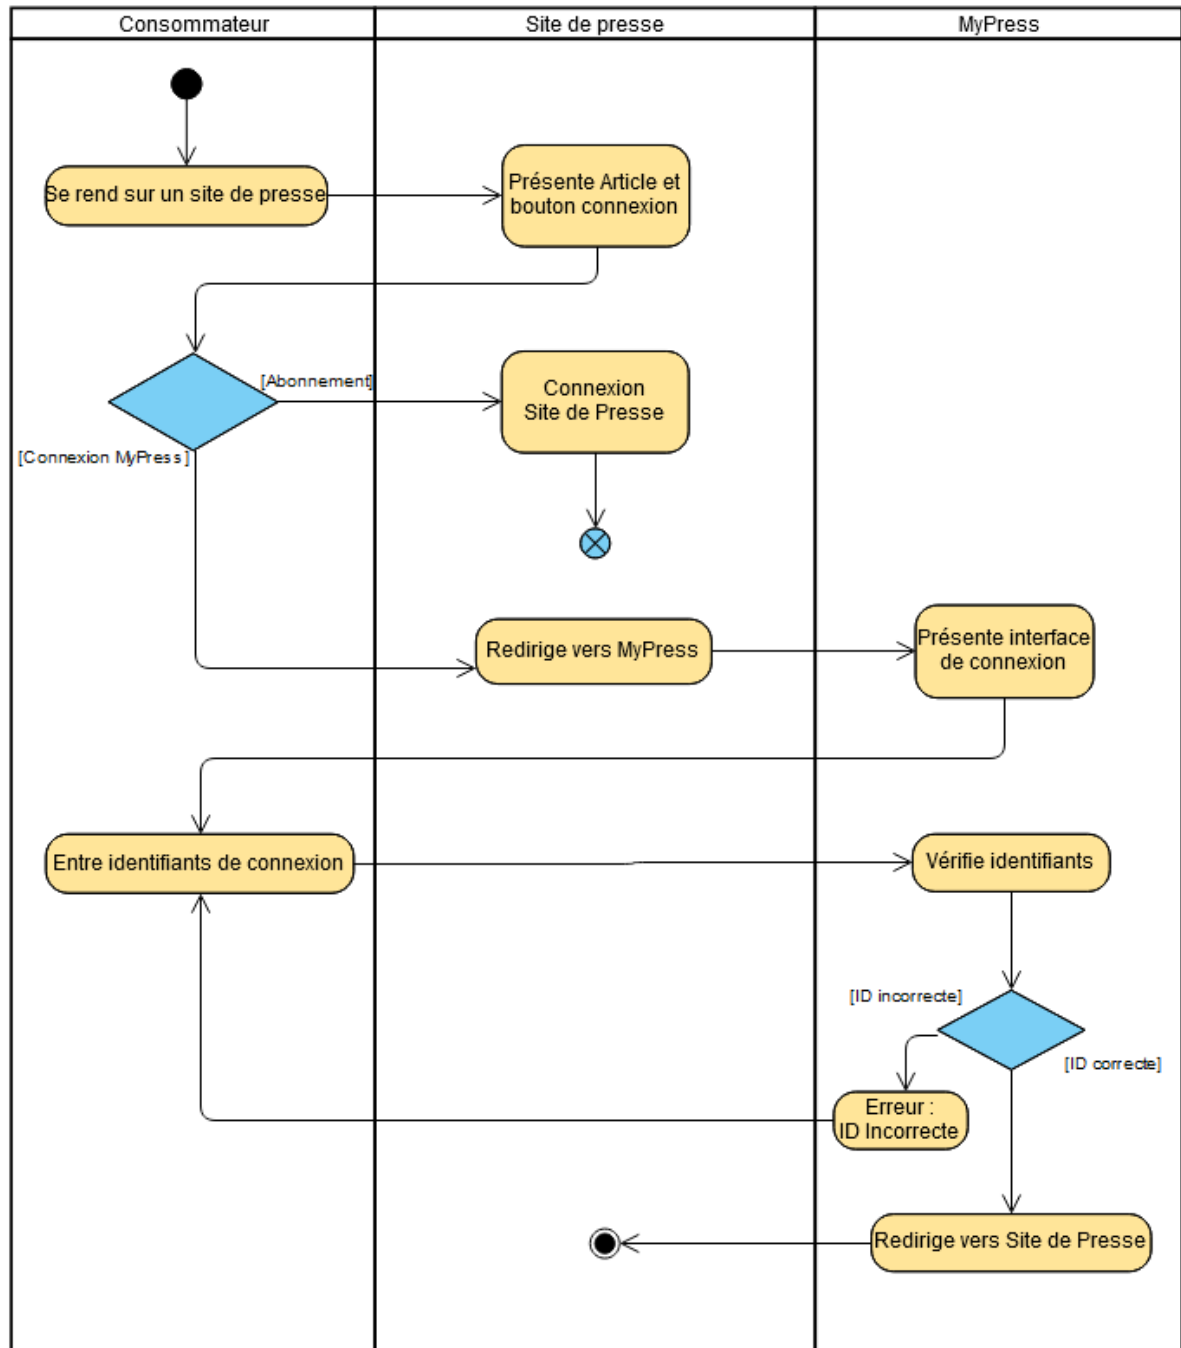 Consommateur
Site de presse
MyPress
Se rend sur un site de presse
Présente Article et
bouton connexion
[Abonnement]
Connexion
Site de Presse
[Connexion MyPress]
Redirige vers MyPress
Présente interface
de connexion
Entre identifiants de connexion
Vérifie identifiants
[ID incorrecte]
[ID correcte]
Erreur :
ID Incorrecte
Redirige vers Site de Presse